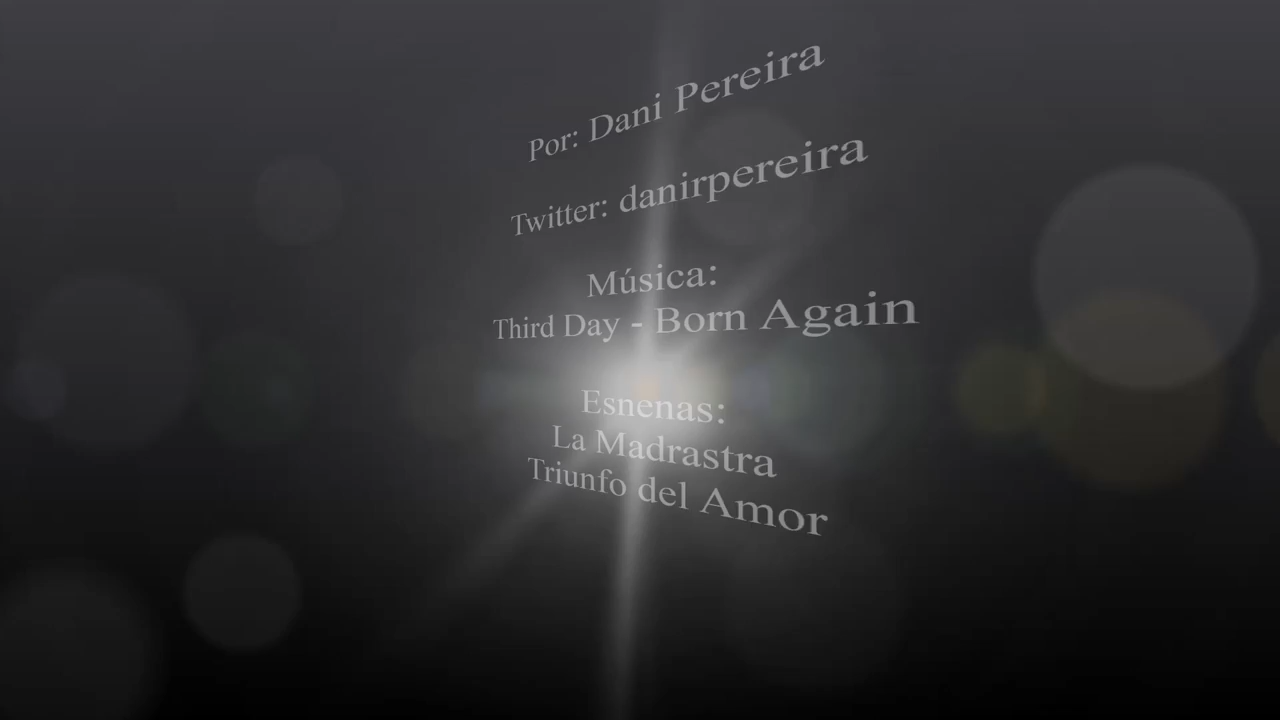 Por: Dani Pereira
Twitter: danirpereira
Música:
Third Day - Born Again
Esnenas:
La Madrastra
Triunfo del Amor